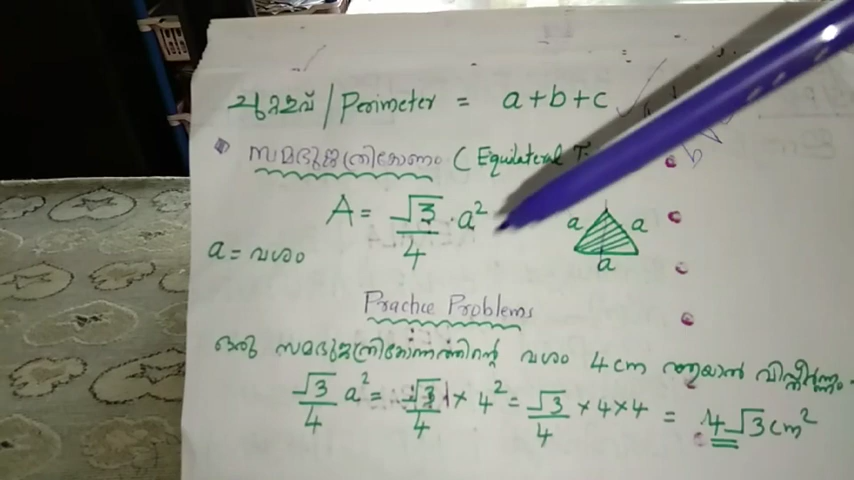 ചുറ്റളവ് / Perimeter = a+b+c
സമഭുജത്രികോണം ( Equilateral T
A = √3/4 · a²
a a
a = വശം
a
Practice Problems
ഒരു സമഭുജത്രികോണത്തിന്റെ വശം 4cm ആയാൽ വിസ്തീർണ്ണം.
√3/4 a² = √3/4 × 4² = √3/4 × 4 × 4 = 4√3 cm²